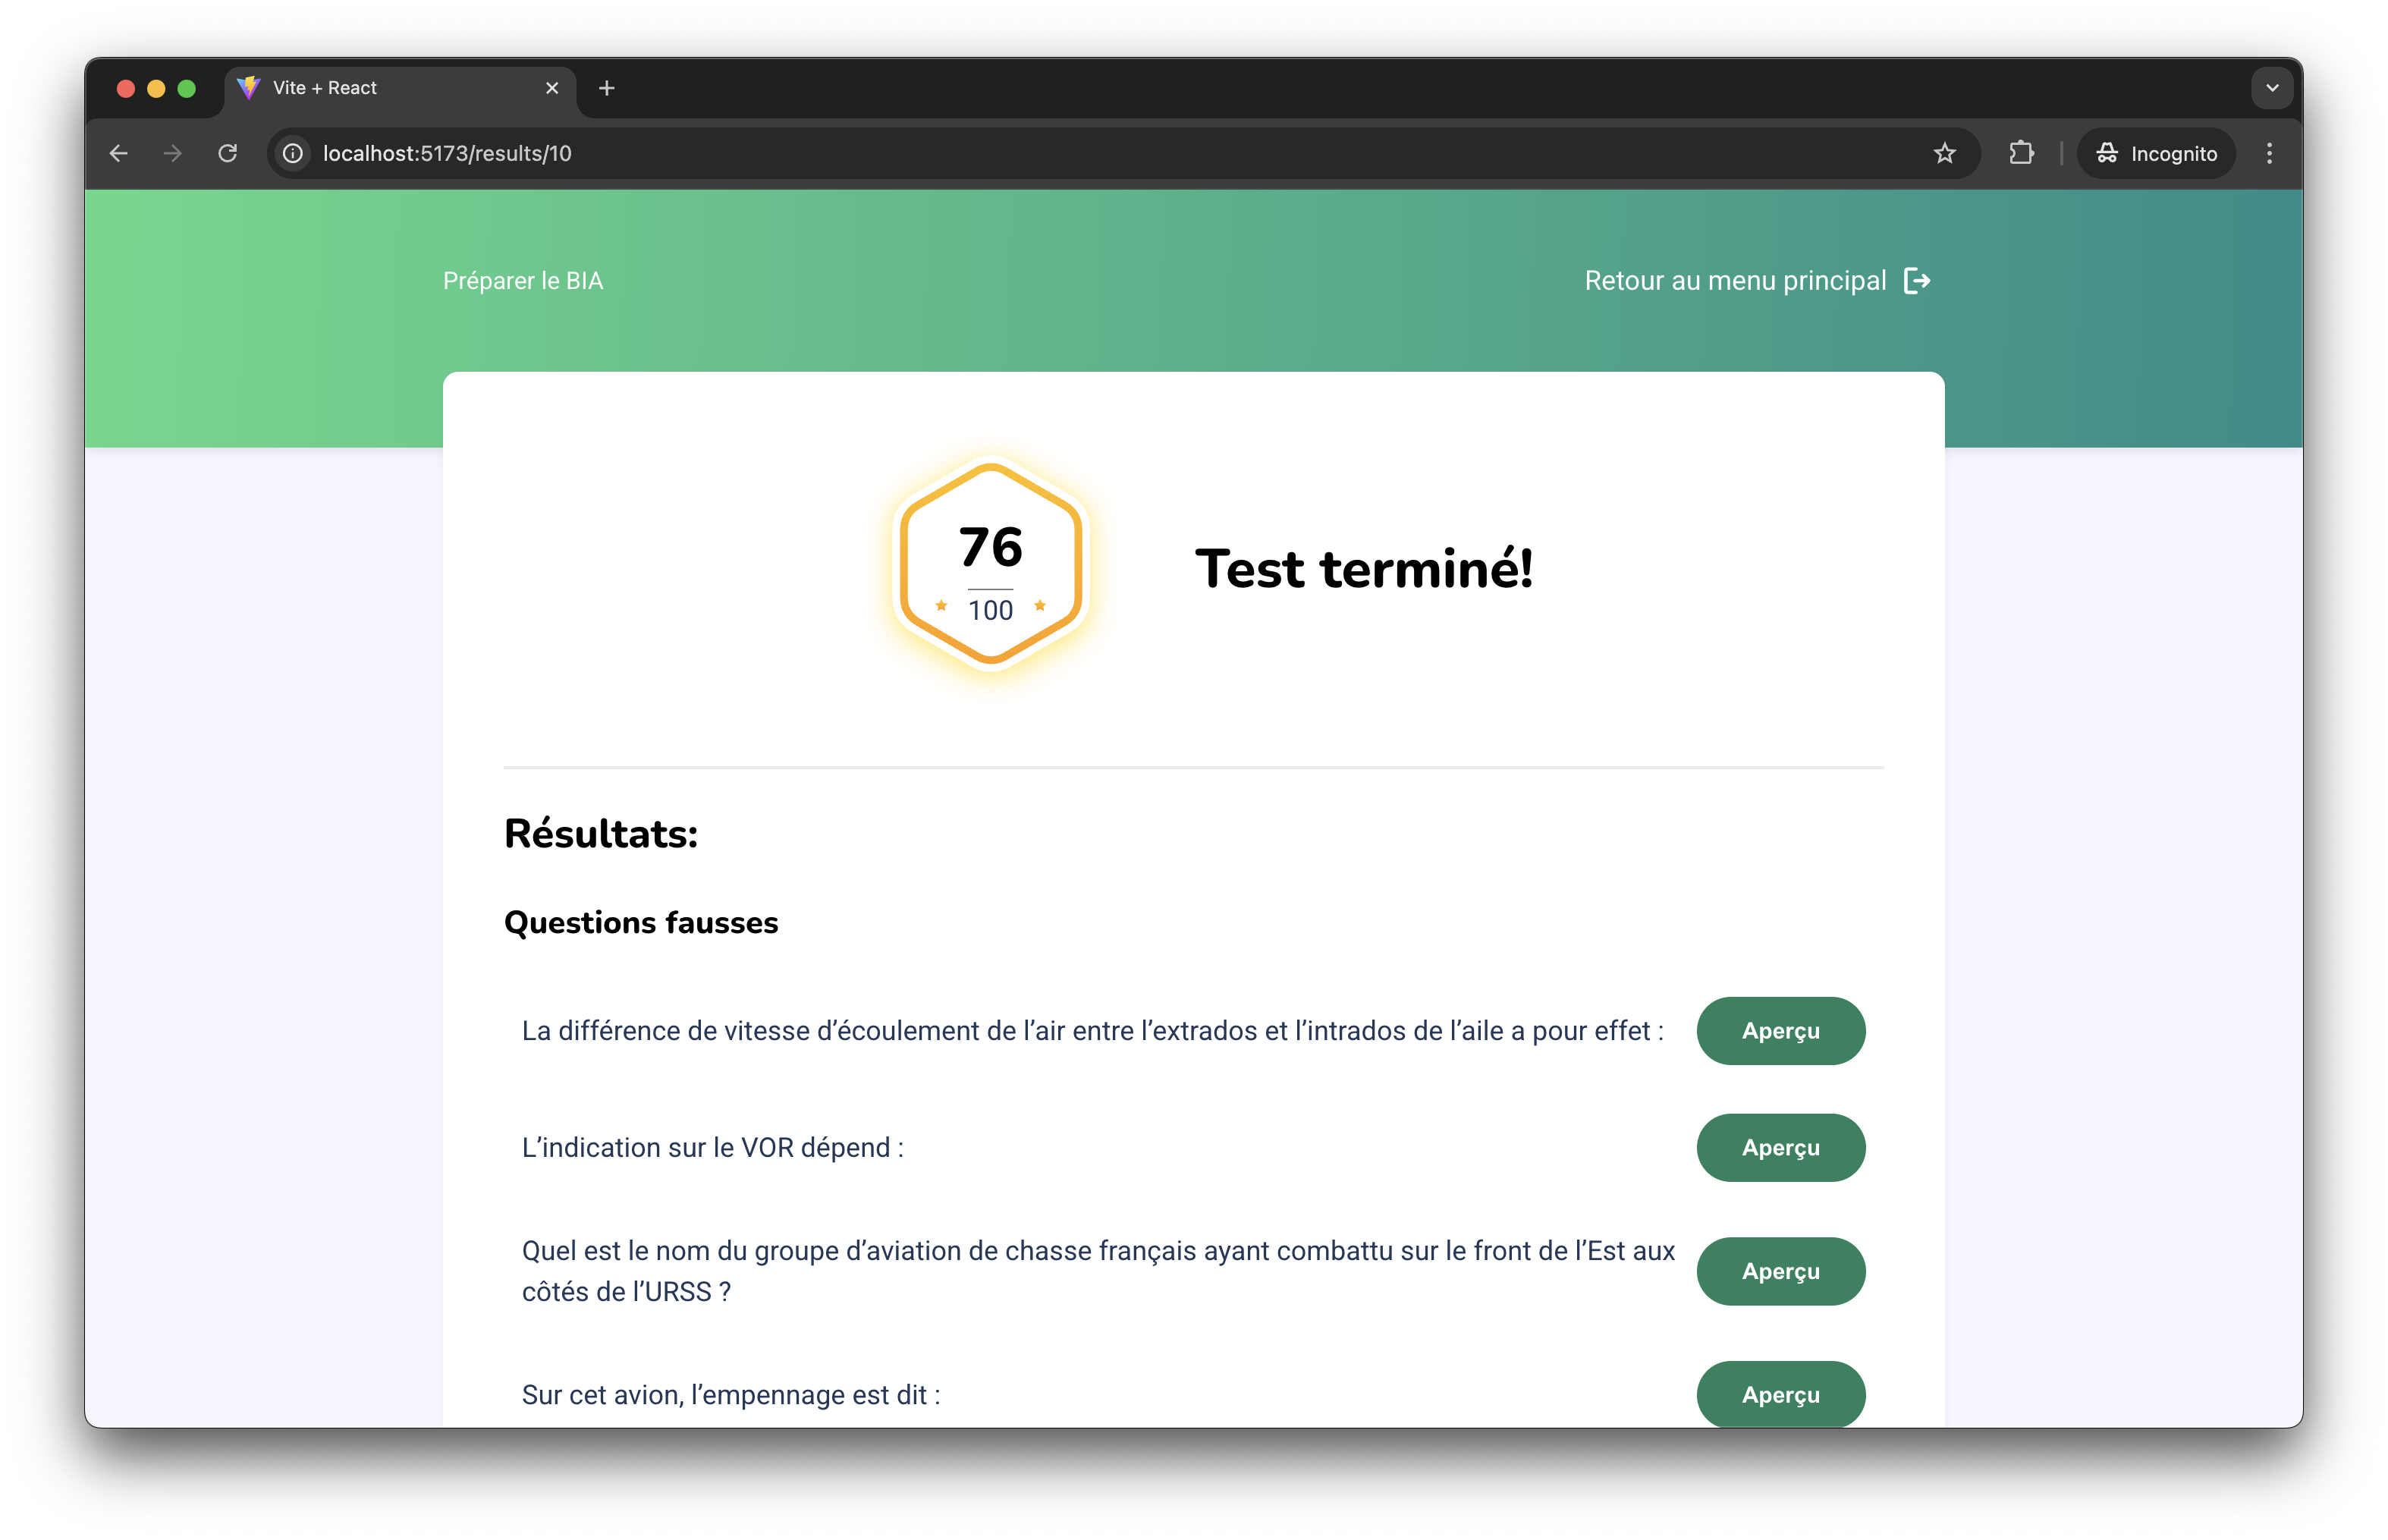 Vite + React
localhost:5173/results/10
Incognito
Préparer le BIA
Retour au menu principal
76
100
Test terminé!
Résultats:
Questions fausses
La différence de vitesse d’écoulement de l’air entre l’extrados et l’intrados de l’aile a pour effet :
Aperçu
L’indication sur le VOR dépend :
Aperçu
Quel est le nom du groupe d’aviation de chasse français ayant combattu sur le front de l’Est aux
côtés de l’URSS ?
Aperçu
Sur cet avion, l’empennage est dit :
Aperçu